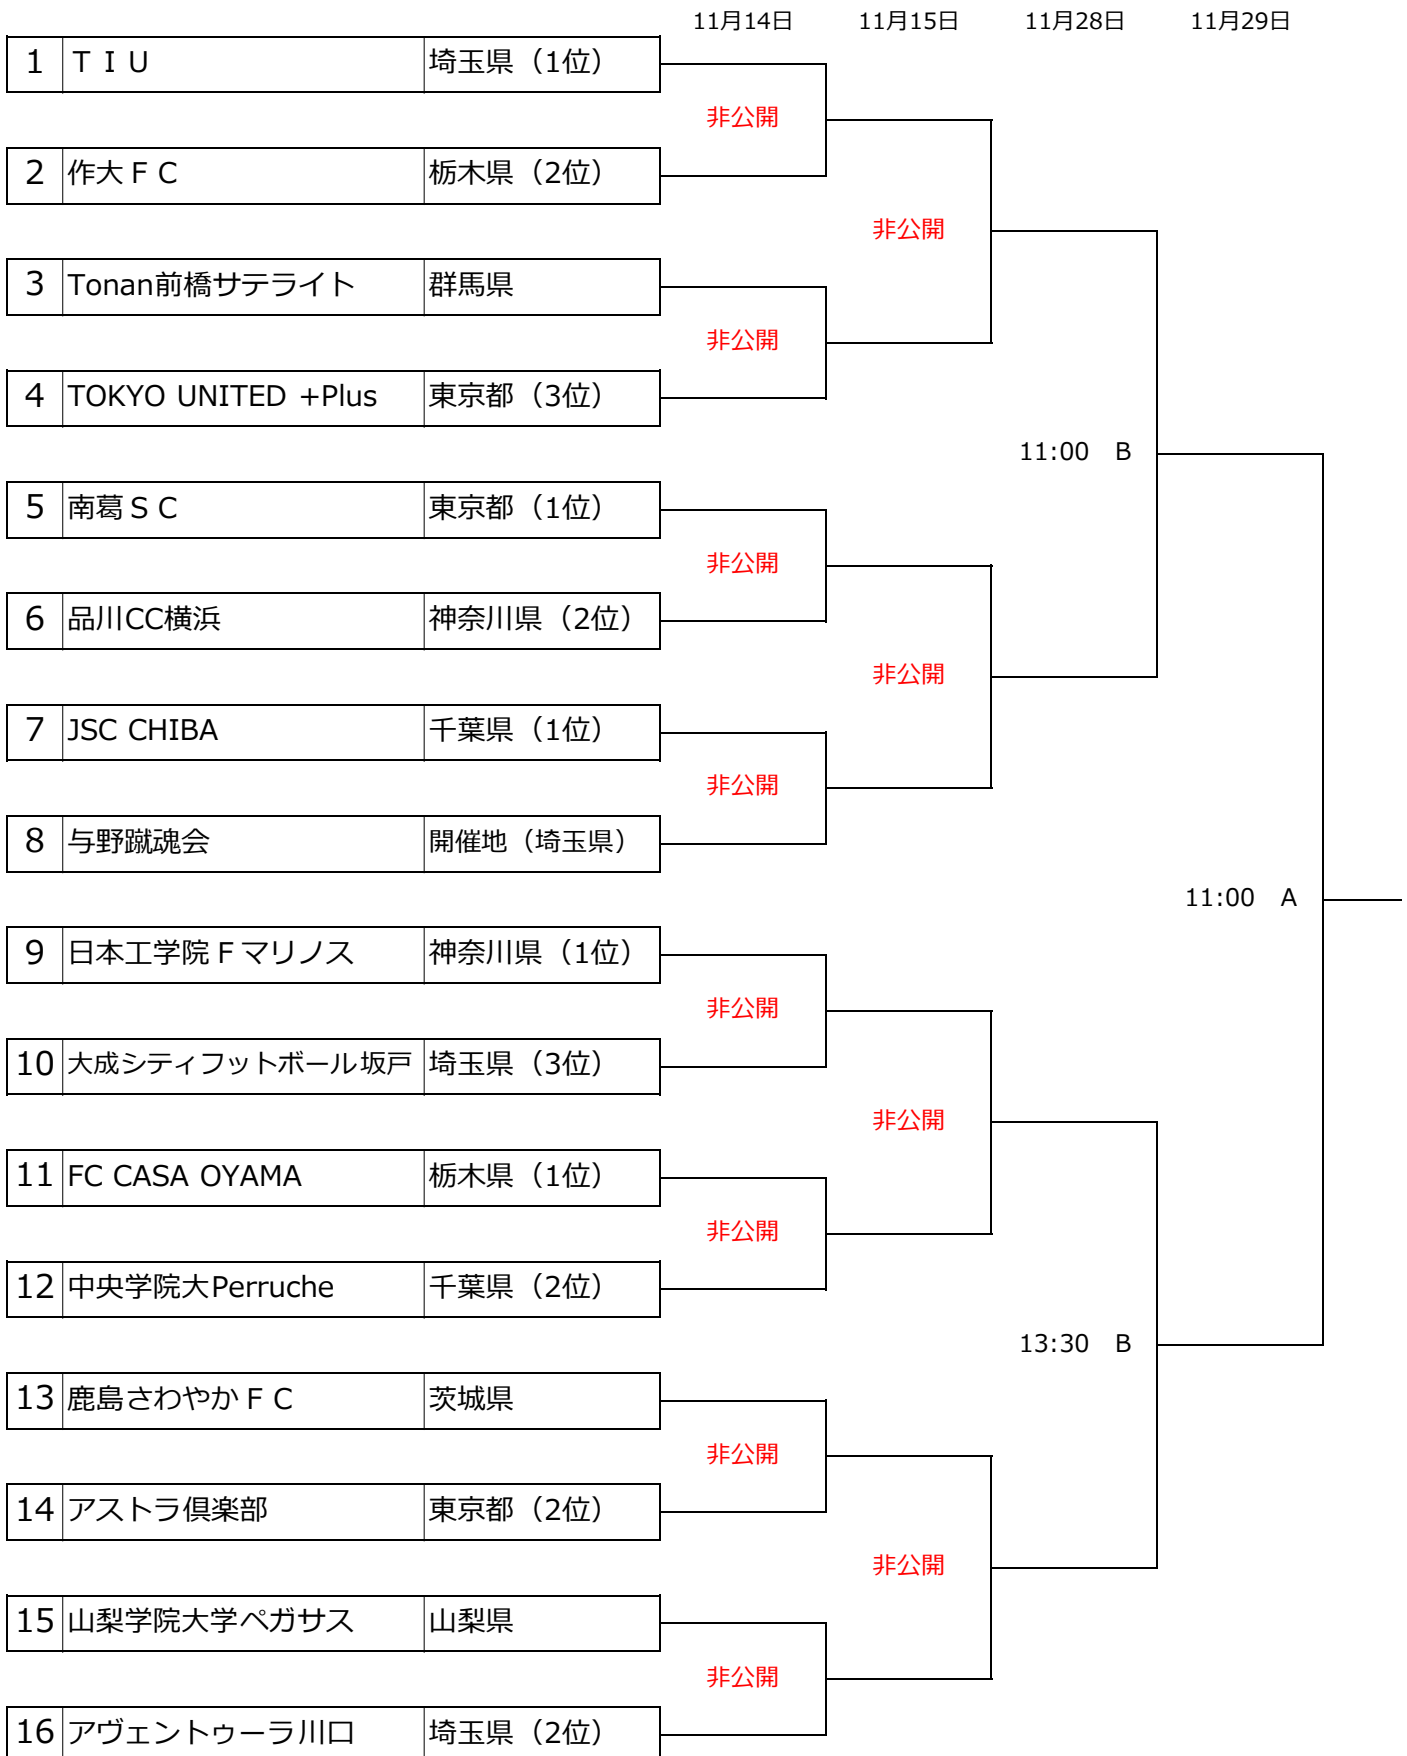 11月14日 11月15日 11月28日 11月29日
1 ＴＩＵ 埼玉県（1位）
非公開
2 作大ＦＣ 栃木県（2位）
非公開
3 Tonan前橋サテライト 群馬県
非公開
4 TOKYO UNITED +Plus 東京都（3位）
11:00　B
5 南葛ＳＣ 東京都（1位）
非公開
6 品川CC横浜 神奈川県（2位）
非公開
7 JSC CHIBA 千葉県（1位）
非公開
8 与野蹴魂会 開催地（埼玉県）
11:00　A
9 日本工学院Ｆマリノス 神奈川県（1位）
非公開
10 大成シティフットボール坂戸 埼玉県（3位）
非公開
11 FC CASA OYAMA 栃木県（1位）
非公開
12 中央学院大Perruche 千葉県（2位）
13:30　B
13 鹿島さわやかＦＣ 茨城県
非公開
14 アストラ倶楽部 東京都（2位）
非公開
15 山梨学院大学ペガサス 山梨県
非公開
16 アヴェントゥーラ川口 埼玉県（2位）